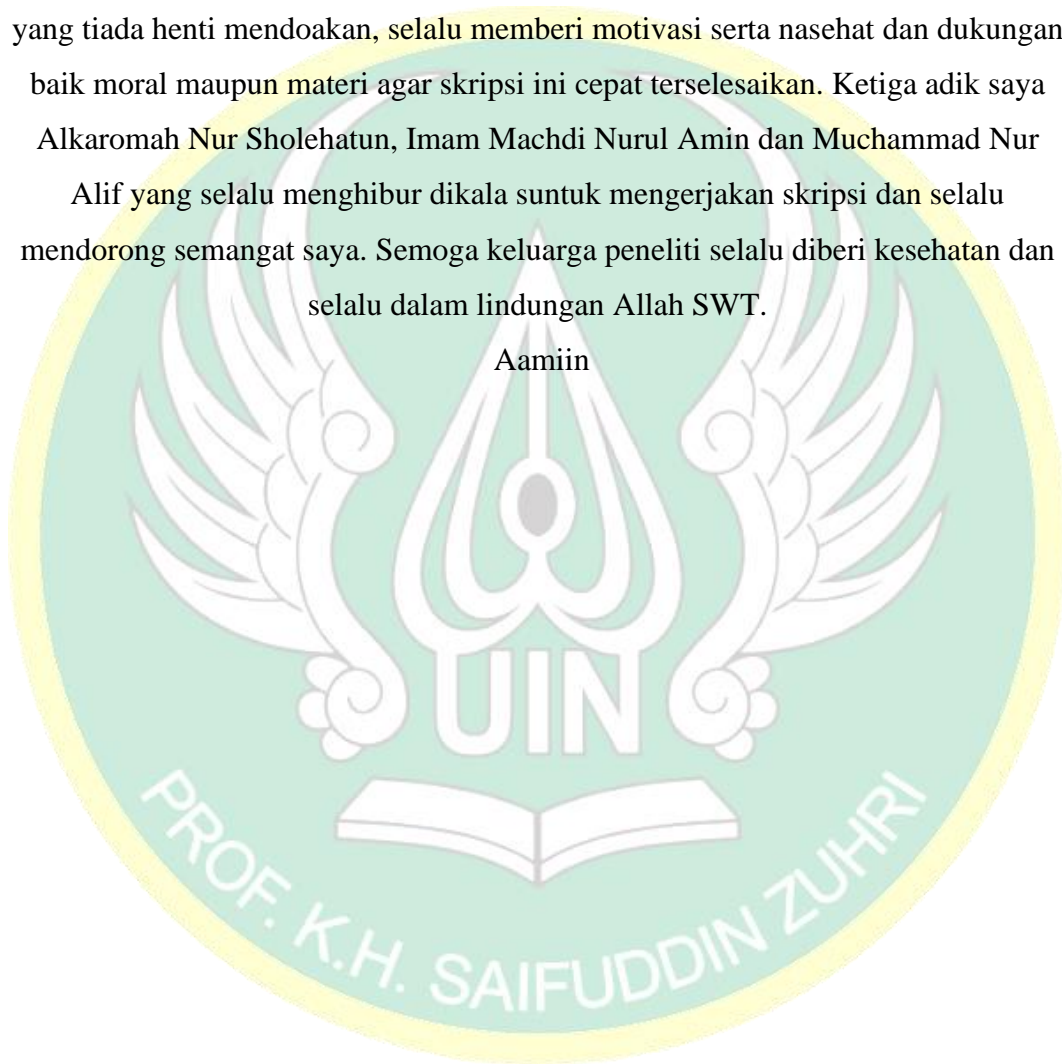 yang tiada henti mendoakan, selalu memberi motivasi serta nasehat dan dukungan
baik moral maupun materi agar skripsi ini cepat terselesaikan. Ketiga adik saya
Alkaromah Nur Sholehatun, Imam Machdi Nurul Amin dan Muchammad Nur
Alif yang selalu menghibur dikala suntuk mengerjakan skripsi dan selalu
mendorong semangat saya. Semoga keluarga peneliti selalu diberi kesehatan dan
selalu dalam lindungan Allah SWT.
Aamiin
UIN
PROF. K.H. SAIFUDDIN ZUHRI